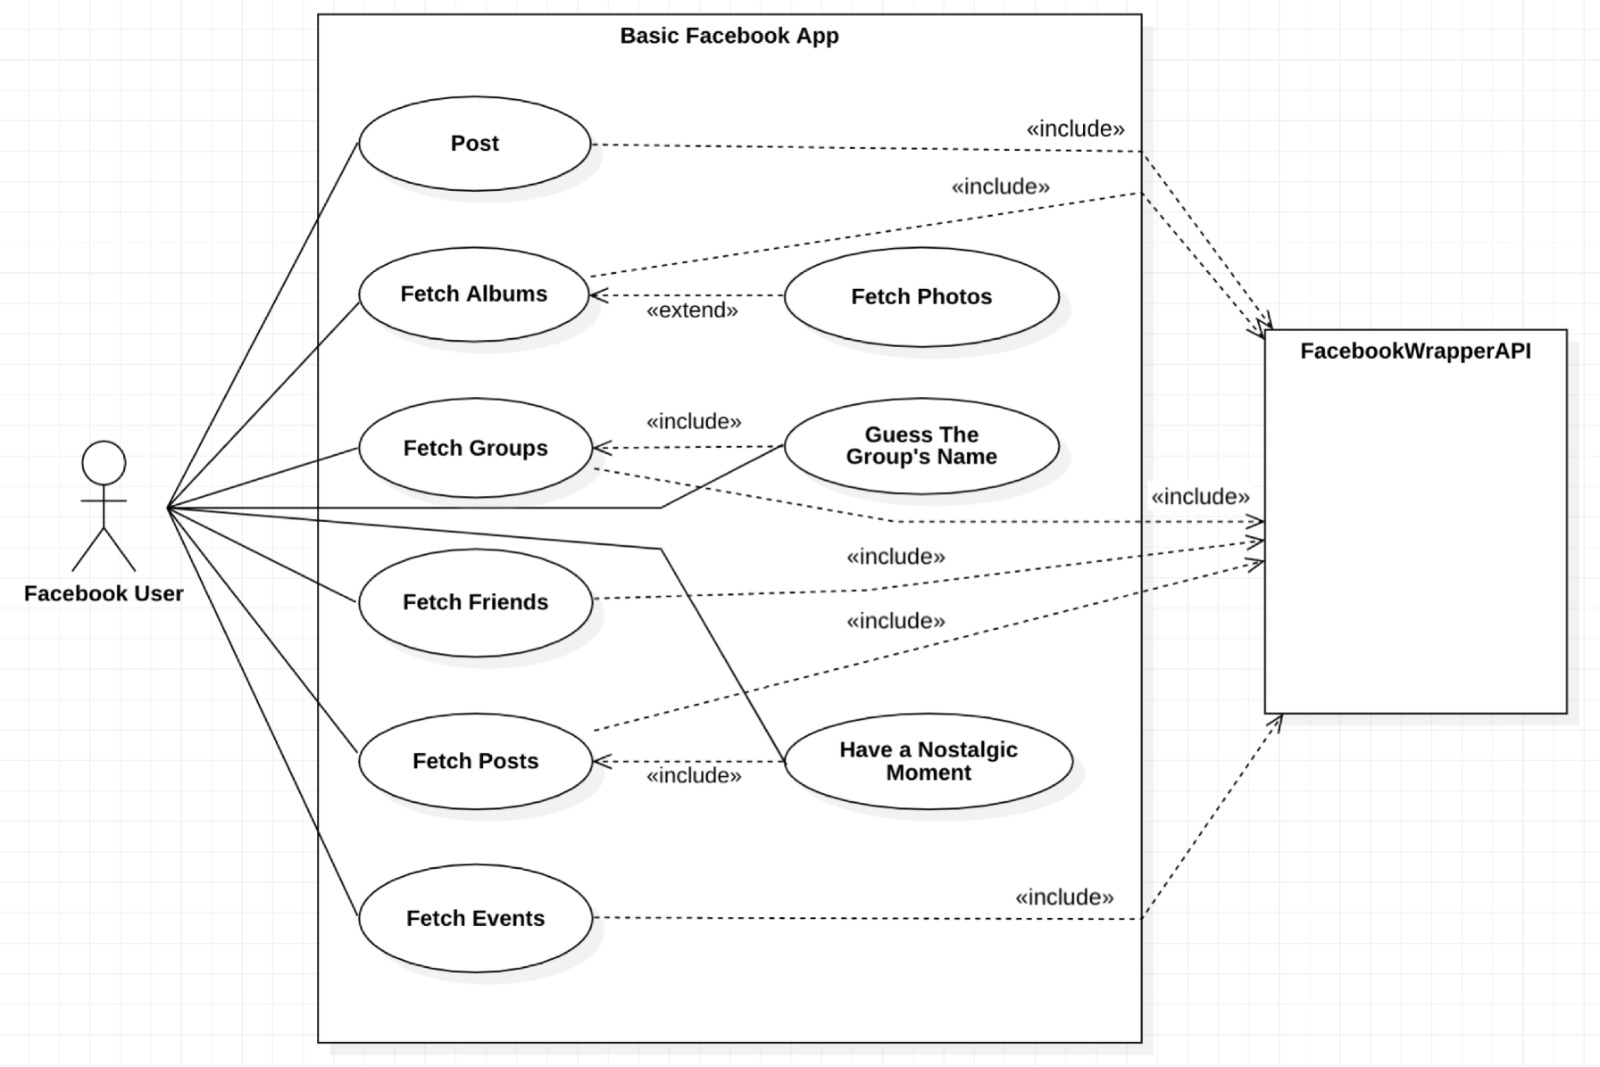 Basic Facebook App
Post
«include»
«include»
Fetch Albums
Fetch Photos
«extend»
FacebookWrapperAPI
«include»
Fetch Groups
Guess The
Group's Name
«include»
«include»
Facebook User
Fetch Friends
«include»
Fetch Posts
Have a Nostalgic
Moment
«include»
«include»
Fetch Events